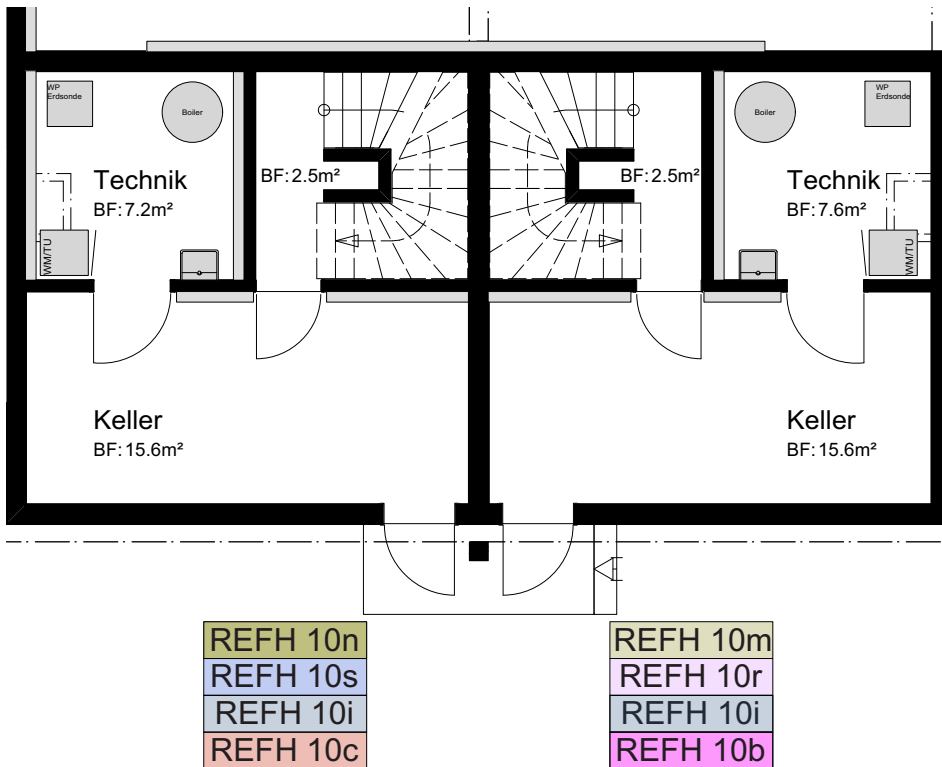 WP
Erdsonde
Boiler
Technik
BF: 7.2m²
WM/TU
BF: 2.5m²
BF: 2.5m²
Boiler
WP
Erdsonde
Technik
BF: 7.6m²
WM/TU
Keller
BF: 15.6m²
Keller
BF: 15.6m²
REFH 10n
REFH 10s
REFH 10i
REFH 10c
REFH 10m
REFH 10r
REFH 10i
REFH 10b